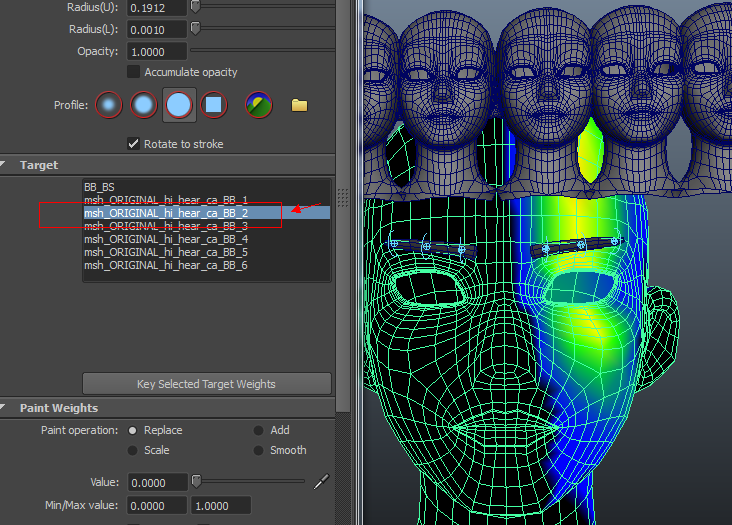 Radius(U): 0.1912
Radius(L): 0.0010
Opacity: 1.0000
Accumulate opacity
Profile:
Rotate to stroke
Target
BB_BS
msh_ORIGINAL_hi_hear_ca_BB_1
msh_ORIGINAL_hi_hear_ca_BB_2
msh_ORIGINAL_hi_hear_ca_BB_3
msh_ORIGINAL_hi_hear_ca_BB_4
msh_ORIGINAL_hi_hear_ca_BB_5
msh_ORIGINAL_hi_hear_ca_BB_6
Key Selected Target Weights
Paint Weights
Paint operation: Replace Add
Scale Smooth
Value: 0.0000
Min/Max value: 0.0000 1.0000